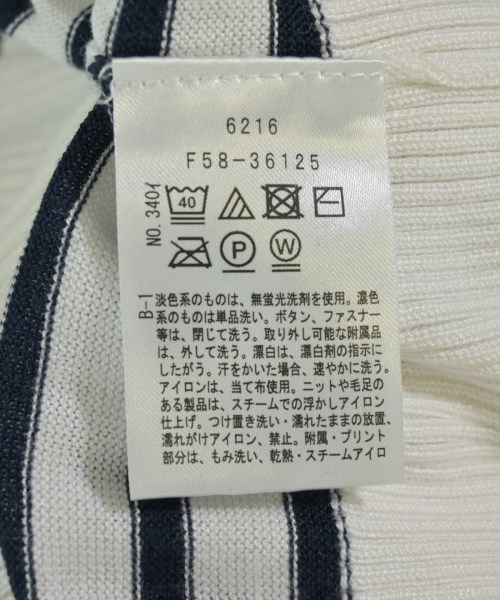 6216
F58-36125
NO. 340イ
40
P
W
B-1
淡色系のものは、無蛍光洗剤を使用。濃色
系のものは単品洗い。ボタン、ファスナー
等は、閉じて洗う。取り外し可能な附属品
は、外して洗う。漂白は、漂白剤の指示に
したがう。汗をかいた場合、速やかに洗う。
アイロンは、当て布使用。ニットや毛足の
ある製品は、スチームでの浮かしアイロン
仕上げ。つけ置き洗い・濡れたままの放置、
濡れがけアイロン、禁止。附属・プリント
部分は、もみ洗い、乾熱・スチームアイロ